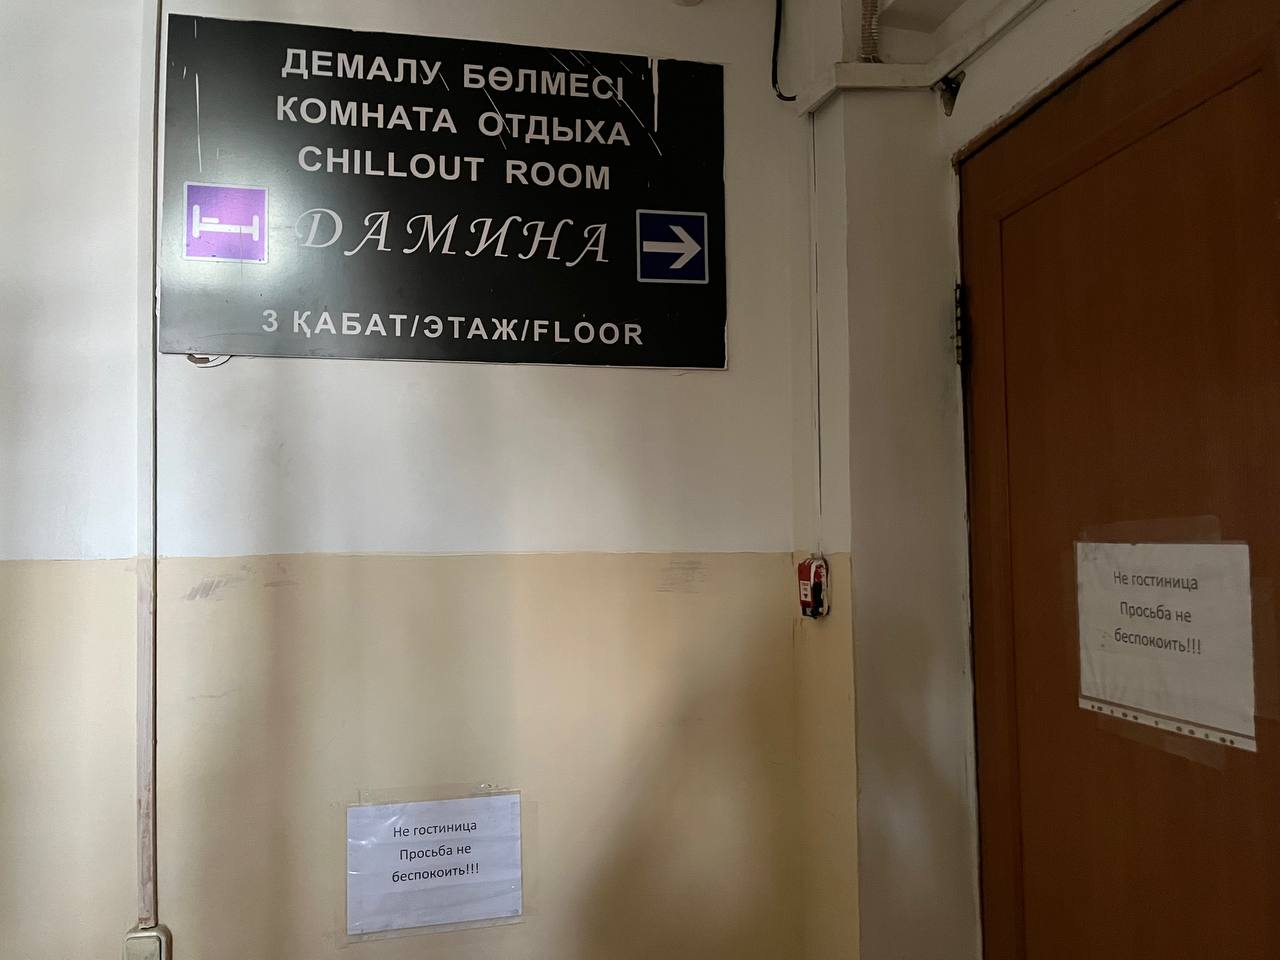 ДЕМАЛУ БӨЛМЕСІ
КОМНАТА ОТДЫХА
CHILLOUT ROOM
ДАМИНА
3 ҚАБАТ/ЭТАЖ/FLOOR
Не гостиница
Просьба не
беспокоить!!!
Не гостиница
Просьба не
беспокоить!!!